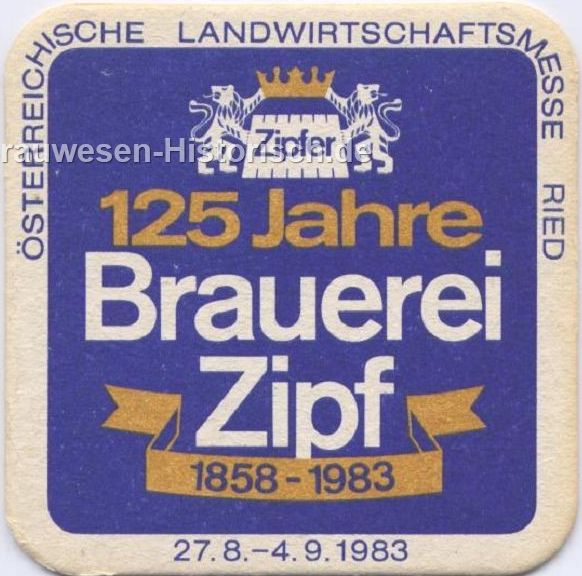 ÖSTERREICHISCHE LANDWIRTSCHAFTSMESSE RIED
Zipfer
rauwesen-Historisch.de
125 Jahre
Brauerei
Zipf
1858-1983
27.8.-4.9.1983